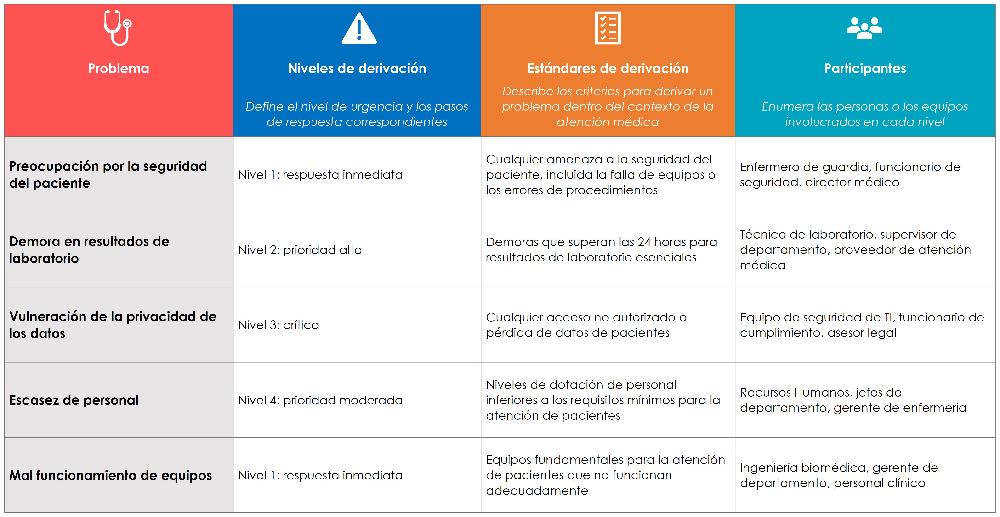 Problema
Niveles de derivación
Define el nivel de urgencia y los pasos
de respuesta correspondientes
Estándares de derivación
Describe los criterios para derivar un
problema dentro del contexto de la
atención médica
Participantes
Enumera las personas o los equipos
involucrados en cada nivel
Preocupación por la seguridad
del paciente
Nivel 1: respuesta inmediata
Cualquier amenaza a la seguridad del
paciente, incluida la falla de equipos o
los errores de procedimientos
Enfermero de guardia, funcionario de
seguridad, director médico
Demora en resultados de
laboratorio
Nivel 2: prioridad alta
Demoras que superan las 24 horas para
resultados de laboratorio esenciales
Técnico de laboratorio, supervisor de
departamento, proveedor de atención
médica
Vulneración de la privacidad de
los datos
Nivel 3: crítica
Cualquier acceso no autorizado o
pérdida de datos de pacientes
Equipo de seguridad de TI, funcionario de
cumplimiento, asesor legal
Escasez de personal
Nivel 4: prioridad moderada
Niveles de dotación de personal
inferiores a los requisitos mínimos para la
atención de pacientes
Recursos Humanos, jefes de
departamento, gerente de enfermería
Mal funcionamiento de equipos
Nivel 1: respuesta inmediata
Equipos fundamentales para la atención
de pacientes que no funcionan
adecuadamente
Ingeniería biomédica, gerente de
departamento, personal clínico